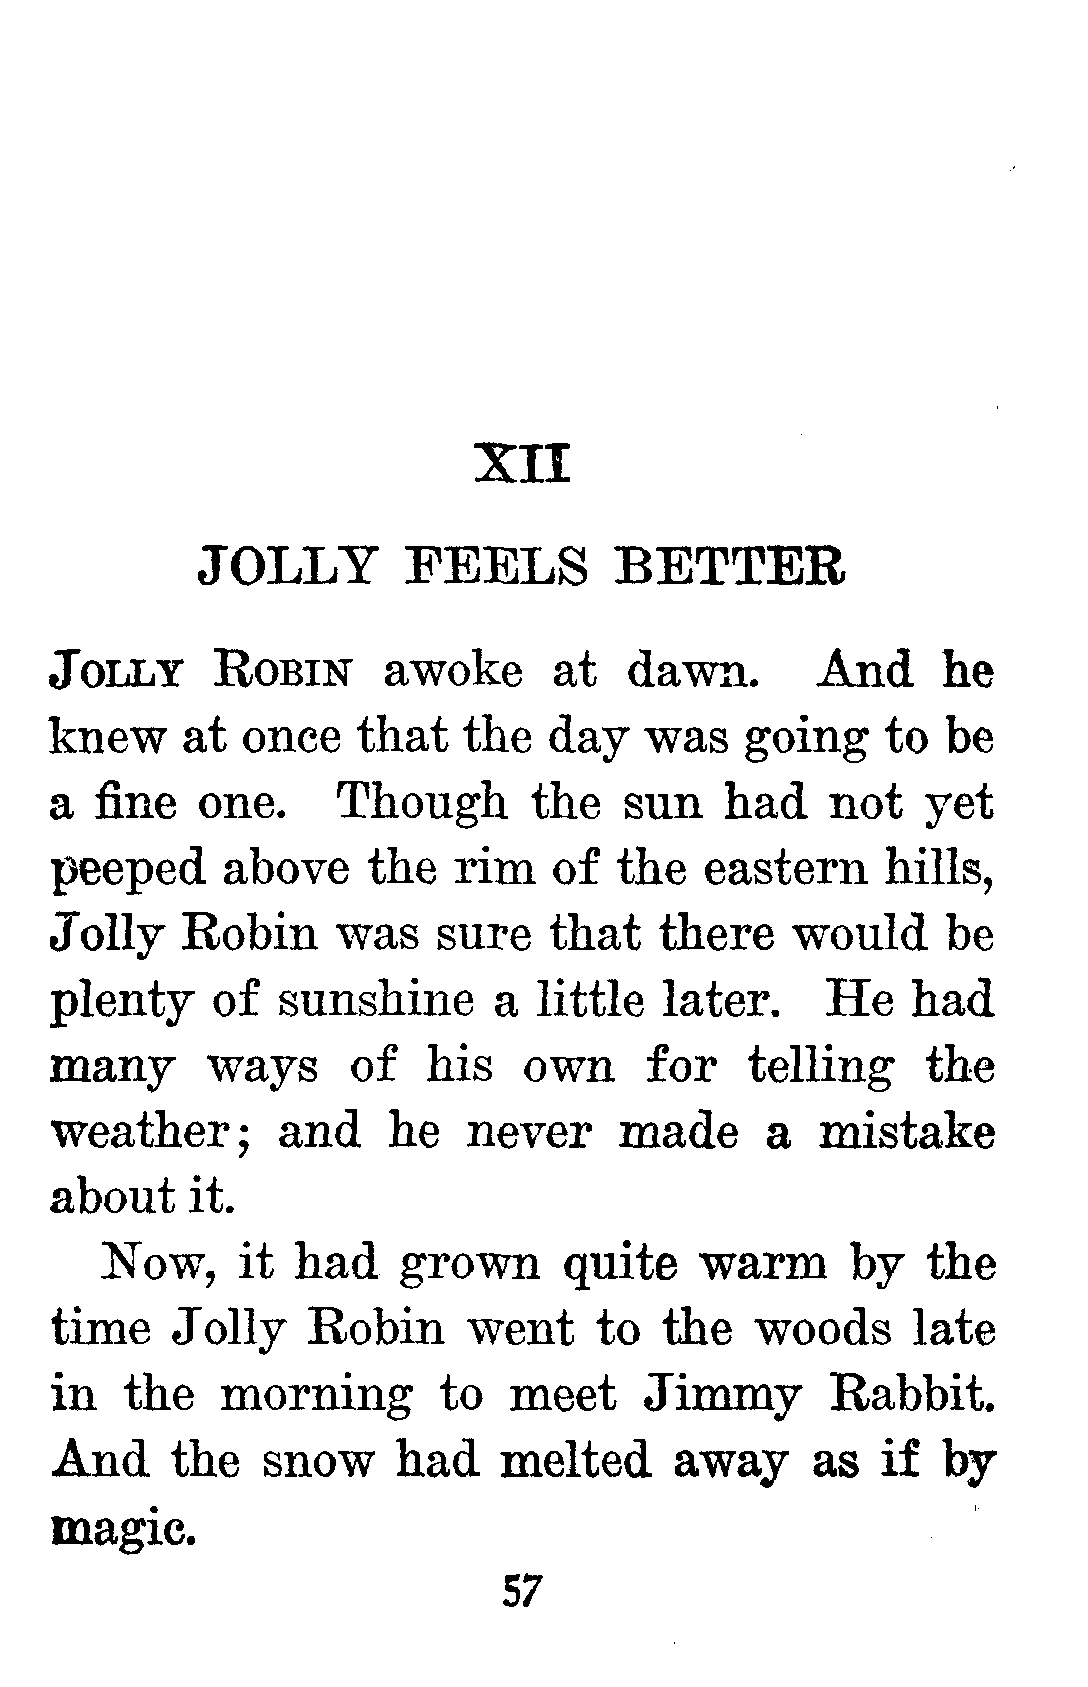 XII
JOLLY FEELS BETTER
JOLLY ROBIN awoke at dawn. And he
knew at once that the day was going to be
a fine one. Though the sun had not yet
peeped above the rim of the eastern hills,
Jolly Robin was sure that there would be
plenty of sunshine a little later. He had
many ways of his own for telling the
weather; and he never made a mistake
about it.
Now, it had grown quite warm by the
time Jolly Robin went to the woods late
in the morning to meet Jimmy Rabbit.
And the snow had melted away as if by
magic.
57